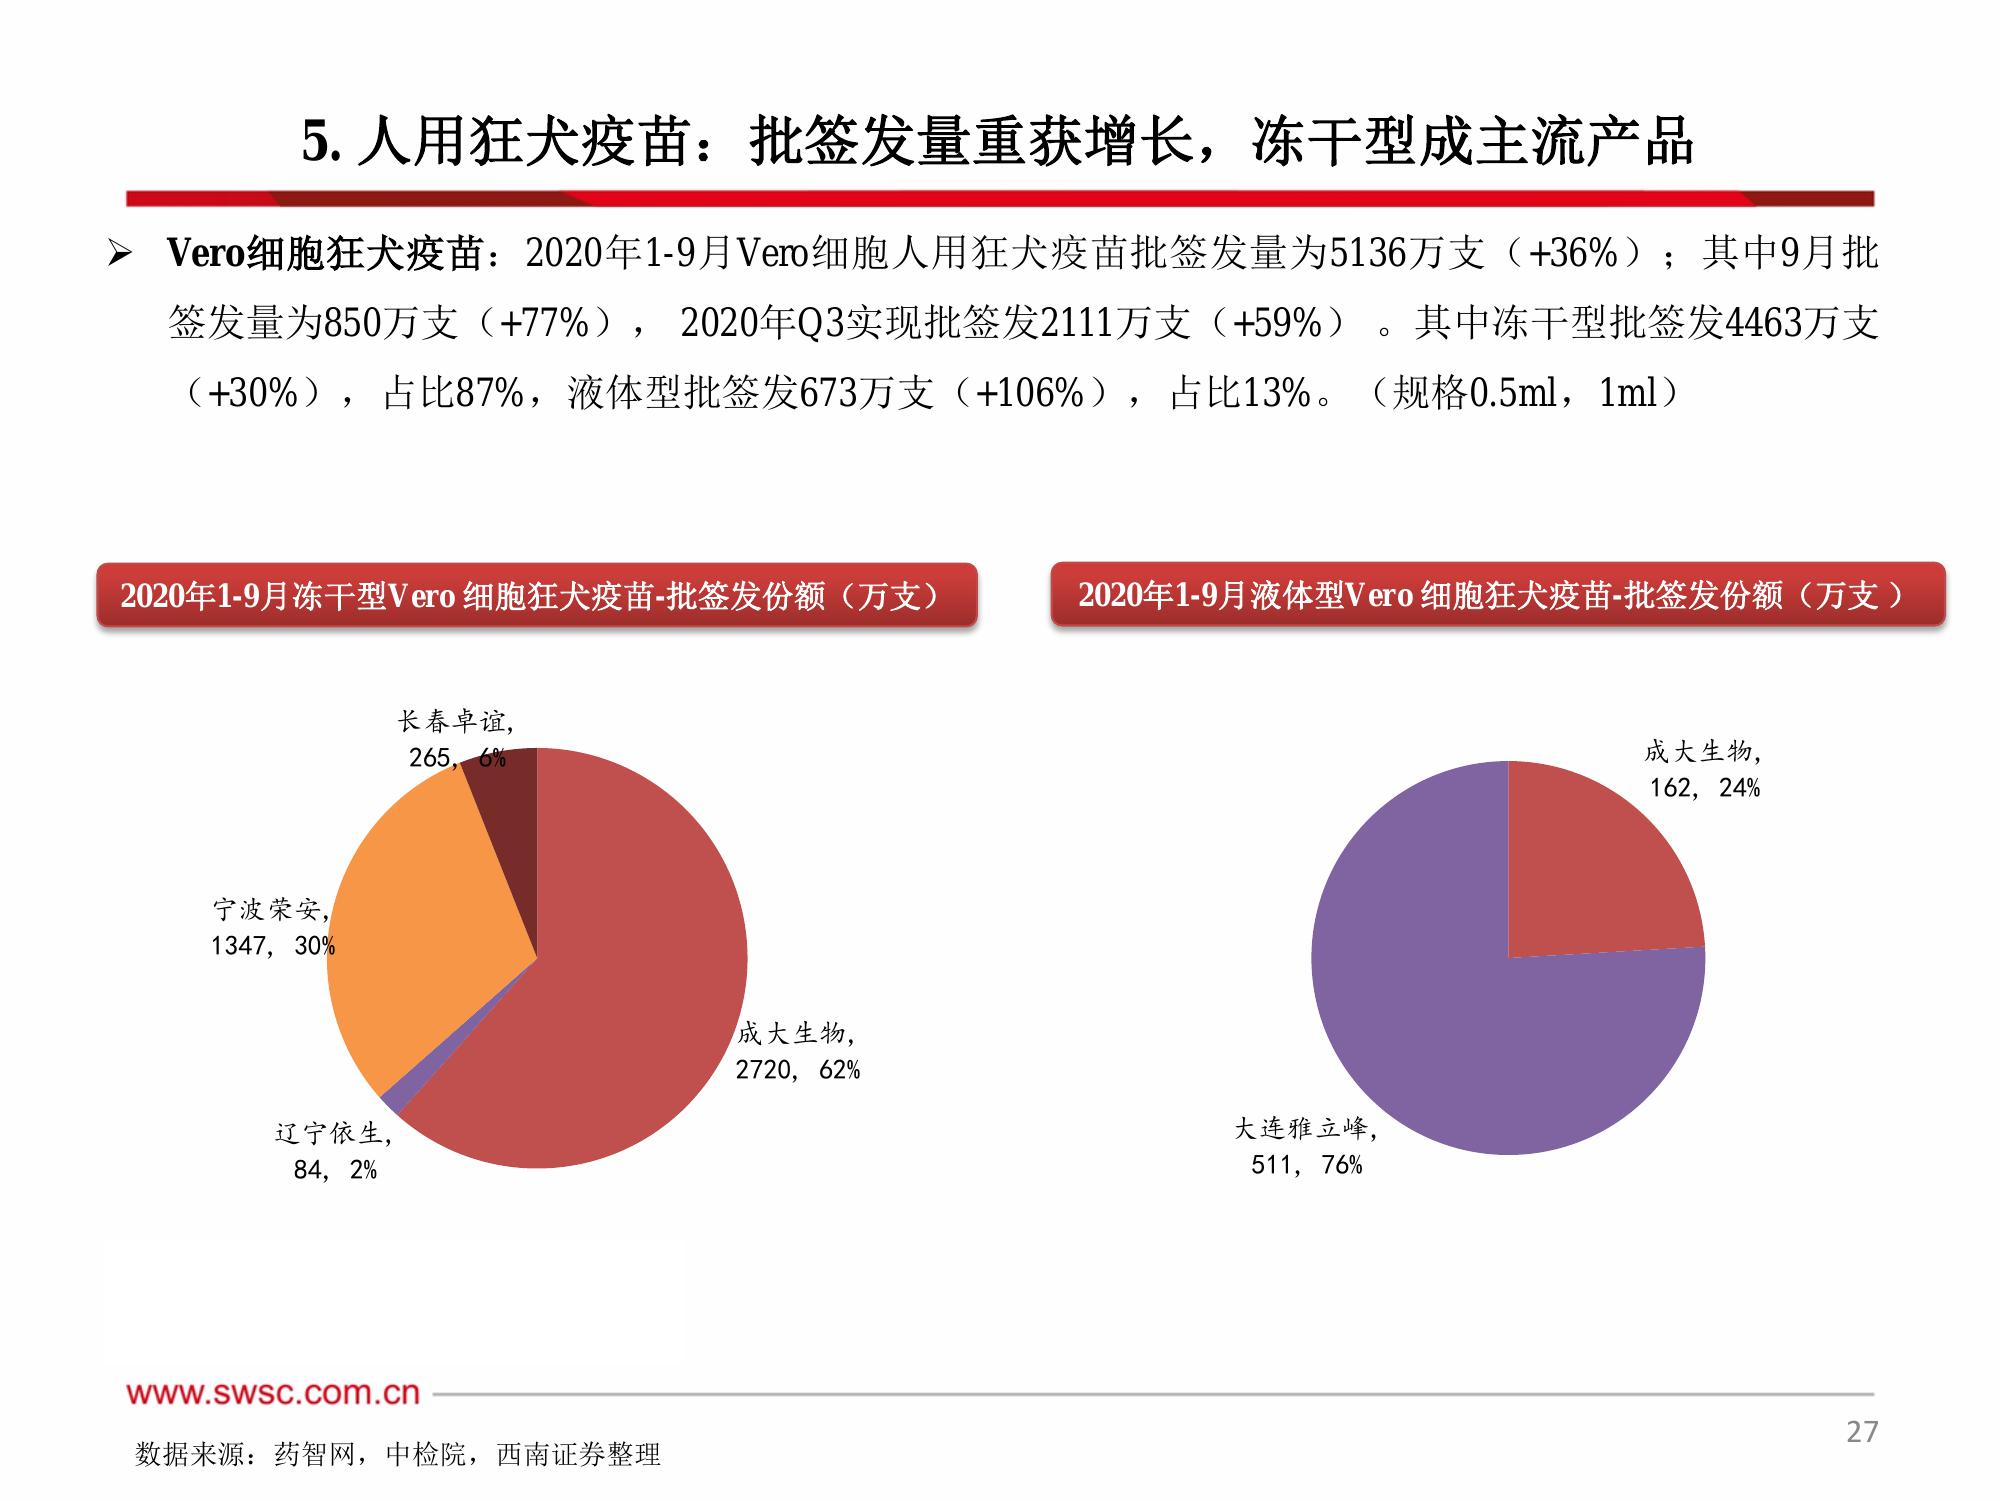 5. 人用狂犬疫苗：批签发量重获增长，冻干型成主流产品
➢ Vero细胞狂犬疫苗：2020年1-9月Vero细胞人用狂犬疫苗批签发量为5136万支（+36%）；其中9月批
签发量为850万支（+77%）， 2020年Q3实现批签发2111万支（+59%） 。其中冻干型批签发4463万支
（+30%），占比87%，液体型批签发673万支（+106%），占比13%。（规格0.5ml，1ml）
2020年1-9月冻干型Vero 细胞狂犬疫苗-批签发份额（万支）
2020年1-9月液体型Vero 细胞狂犬疫苗-批签发份额（万支 ）
长春卓谊,
265, 6%
宁波荣安,
1347, 30%
成大生物,
2720, 62%
辽宁依生,
84, 2%
成大生物,
162, 24%
大连雅立峰,
511, 76%
www.swsc.com.cn
27
数据来源：药智网，中检院，西南证券整理